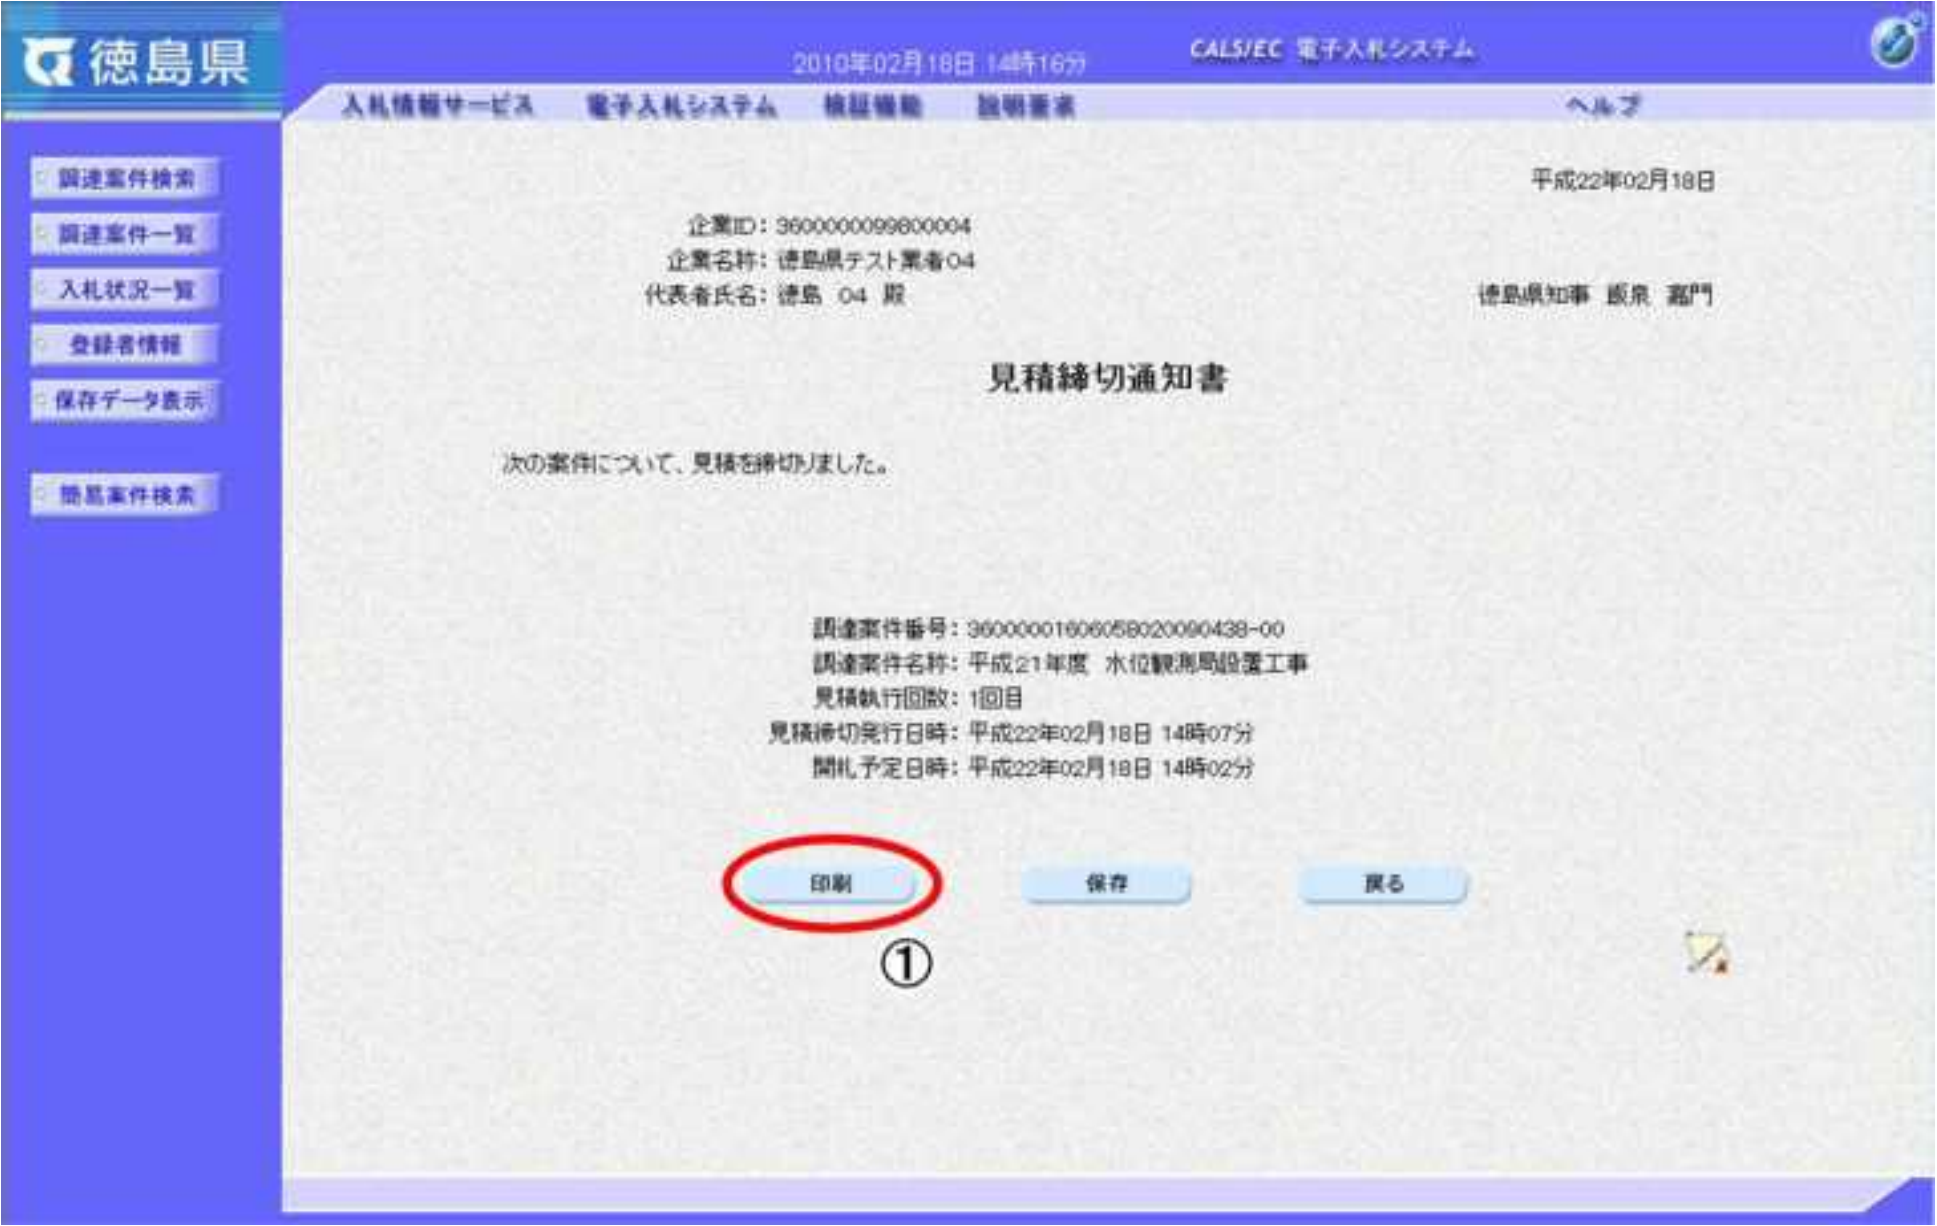 徳島県
2010年02月18日 14時16分
CALS/EC 電子入札システム
入札情報サービス 電子入札システム 検証機能 説明要求 ヘルプ
調達案件検索
調達案件一覧
入札状況一覧
登録者情報
保存データ表示
簡易案件検索
平成22年02月18日
企業ID：3600000099800004
企業名称：徳島県テスト業者04
代表者氏名：徳島 04 殿
徳島県知事 飯泉 嘉門
見積締切通知書
次の案件について、見積を締切りました。
調達案件番号：3600000160605802009​0438-00
調達案件名称：平成21年度 水位観測局設置工事
見積執行回数：1回目
見積締切発行日時：平成22年02月18日 14時07分
開札予定日時：平成22年02月18日 14時02分
印刷 保存 戻る
①